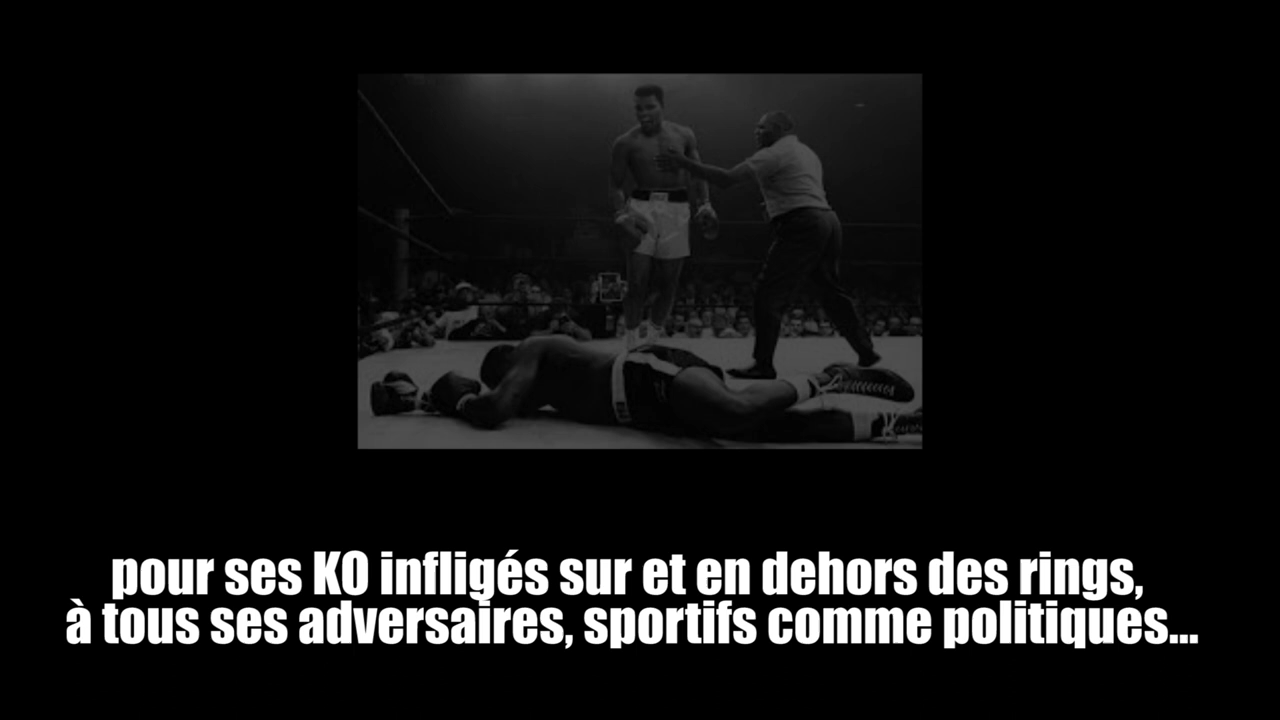 pour ses KO infligés sur et en dehors des rings,
à tous ses adversaires, sportifs comme politiques...